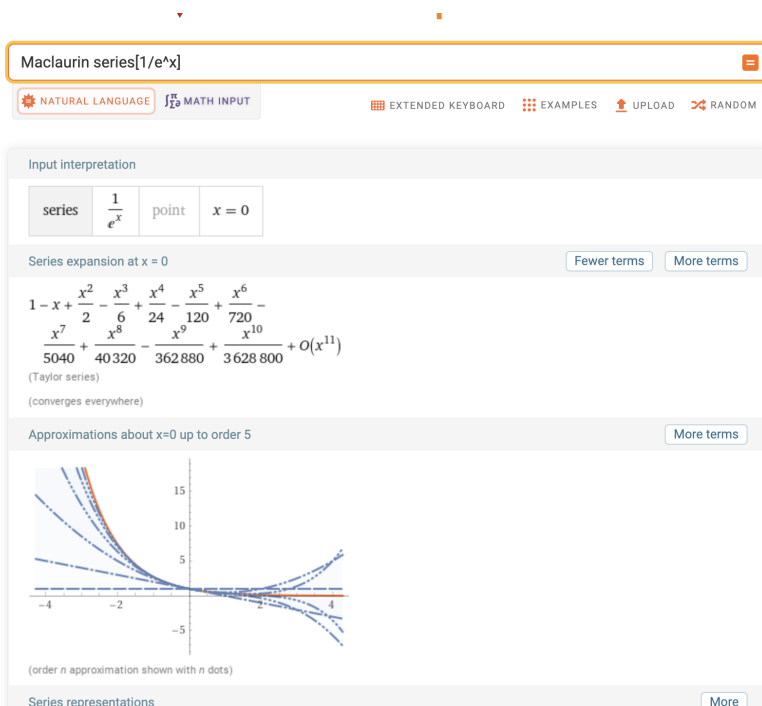 Maclaurin series[1/e^x]
NATURAL LANGUAGE ∫Σ∂π MATH INPUT EXTENDED KEYBOARD EXAMPLES UPLOAD RANDOM
Input interpretation
series 1/e^x point x = 0
Series expansion at x = 0 Fewer terms More terms
1 − x + x^2/2 − x^3/6 + x^4/24 − x^5/120 + x^6/720 −
x^7/5040 + x^8/40320 − x^9/362880 + x^10/3628800 + O(x^11)
(Taylor series)
(converges everywhere)
Approximations about x=0 up to order 5 More terms
15
10
5
−4 −2 2 4
−5
(order n approximation shown with n dots)
Series representations More